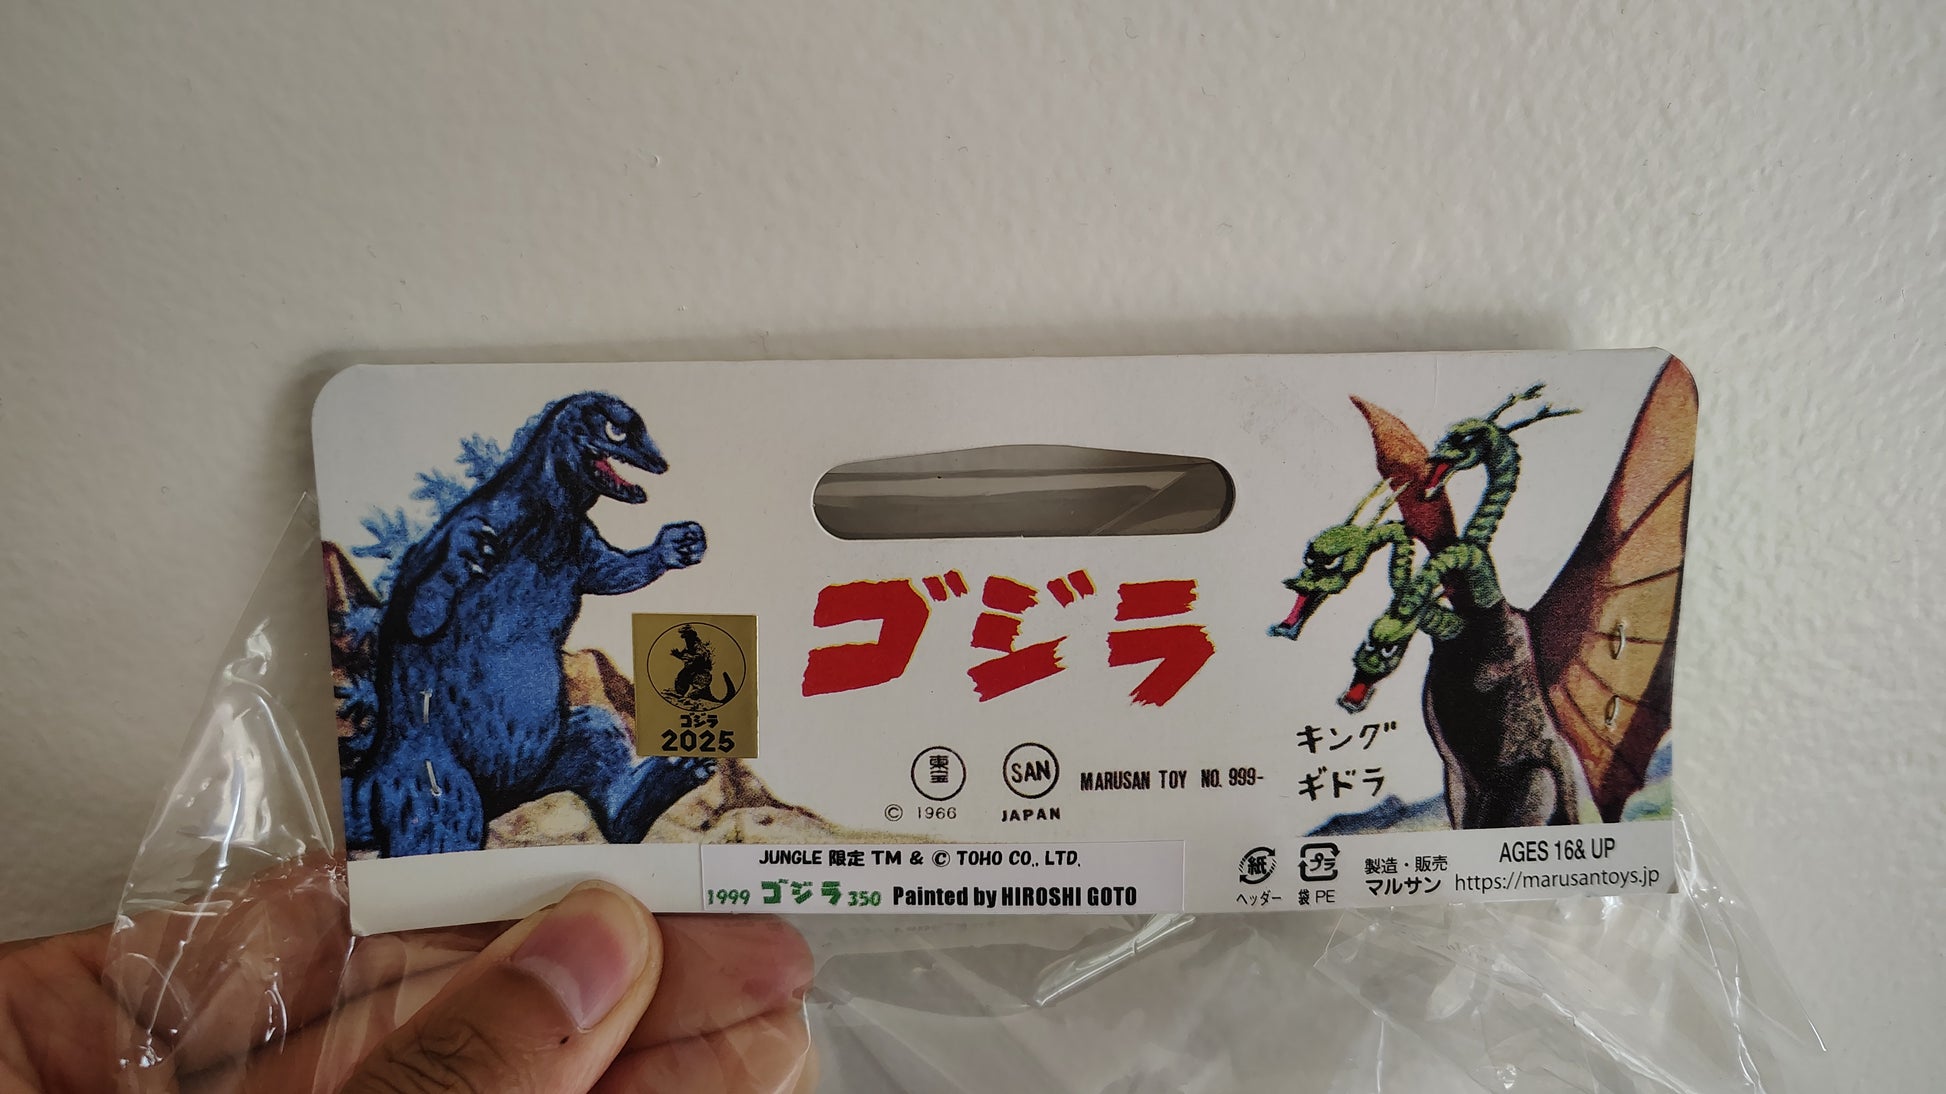 ゴジラ
ゴジラ
2025
東宝
© 1966
SAN
JAPAN
MARUSAN TOY NO. 999-
キング
ギドラ
JUNGLE 限定 TM & © TOHO CO., LTD.
1999 ゴジラ 350 Painted by HIROSHI GOTO
紙
ヘッダー
プラ
袋 PE
製造・販売
マルサン
AGES 16& UP
https://marusantoys.jp